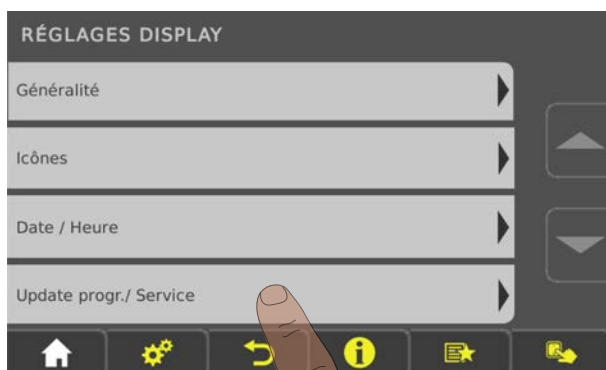 RÉGLAGES DISPLAY
Généralité
Icônes
Date / Heure
Update progr./ Service